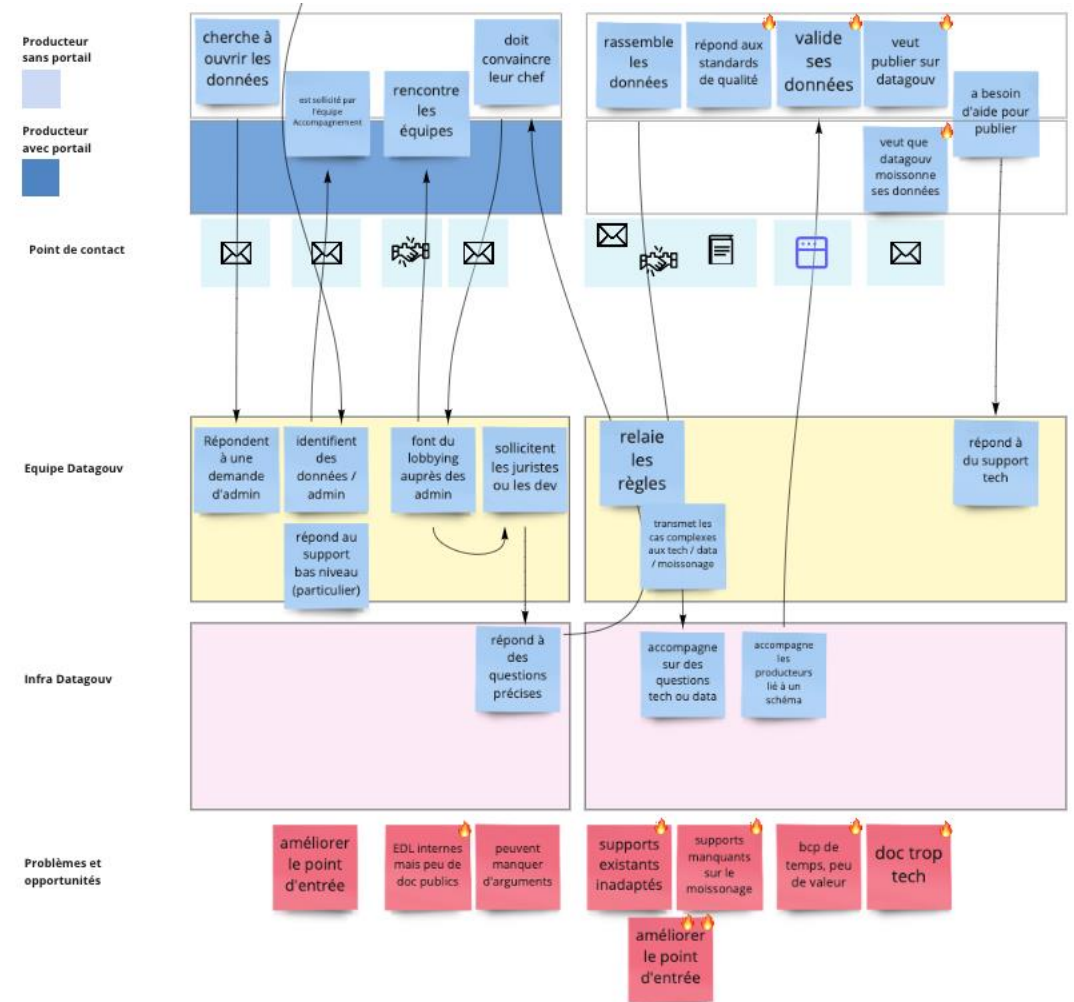 Producteur
sans portail
Producteur
avec portail
cherche à
ouvrir les
données
est sollicité par
l'équipe
Accompagnement
rencontre
les
équipes
doit
convaincre
leur chef
rassemble
les
données
répond aux
standards
de qualité
valide
ses
données
veut
publier sur
datagouv
a besoin
d'aide pour
publier
veut que
datagouv
moissonne
ses données
Point de contact
Equipe Datagouv
Répondent
à une
demande
d'admin
identifient
des
données /
admin
font du
lobbying
auprès des
admin
sollicitent
les juristes
ou les dev
répond au
support
bas niveau
(particulier)
relaie
les
règles
transmet les
cas complexes
aux tech / data
/ moissonage
répond à
du support
tech
Infra Datagouv
répond à
des
questions
précises
accompagne
sur des
questions
tech ou data
accompagne
les
producteurs
lié à un
schéma
Problèmes et
opportunités
améliorer
le point
d'entrée
EDL internes
mais peu de
doc publics
peuvent
manquer
d'arguments
supports
existants
inadaptés
supports
manquants
sur le
moissonage
bcp de
temps, peu
de valeur
doc trop
tech
améliorer
le point
d'entrée